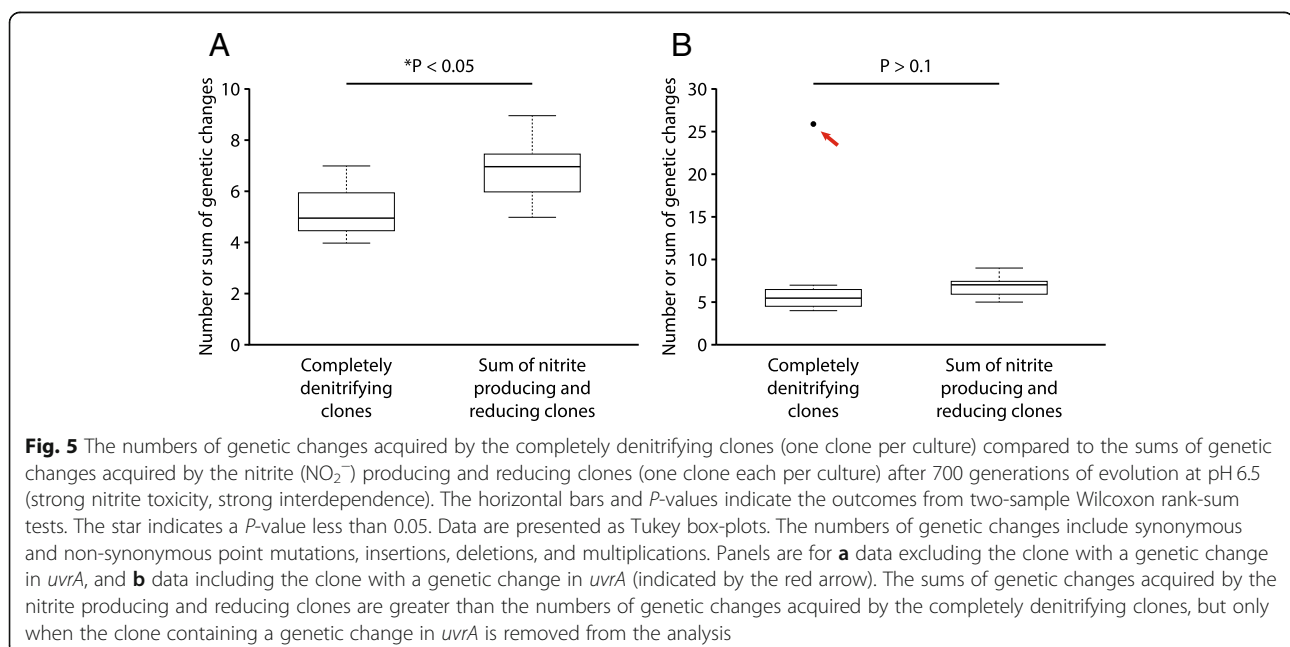 A
B
*P < 0.05
P > 0.1
Number or sum of genetic changes
10
8
6
4
2
0
Completely
denitrifying
clones
Sum of nitrite
producing and
reducing clones
Number or sum of genetic changes
30
25
20
15
10
5
0
Completely
denitrifying
clones
Sum of nitrite
producing and
reducing clones
Fig. 5 The numbers of genetic changes acquired by the completely denitrifying clones (one clone per culture) compared to the sums of genetic
changes acquired by the nitrite (NO₂⁻) producing and reducing clones (one clone each per culture) after 700 generations of evolution at pH 6.5
(strong nitrite toxicity, strong interdependence). The horizontal bars and P-values indicate the outcomes from two-sample Wilcoxon rank-sum
tests. The star indicates a P-value less than 0.05. Data are presented as Tukey box-plots. The numbers of genetic changes include synonymous
and non-synonymous point mutations, insertions, deletions, and multiplications. Panels are for a data excluding the clone with a genetic change
in uvrA, and b data including the clone with a genetic change in uvrA (indicated by the red arrow). The sums of genetic changes acquired by the
nitrite producing and reducing clones are greater than the numbers of genetic changes acquired by the completely denitrifying clones, but only
when the clone containing a genetic change in uvrA is removed from the analysis